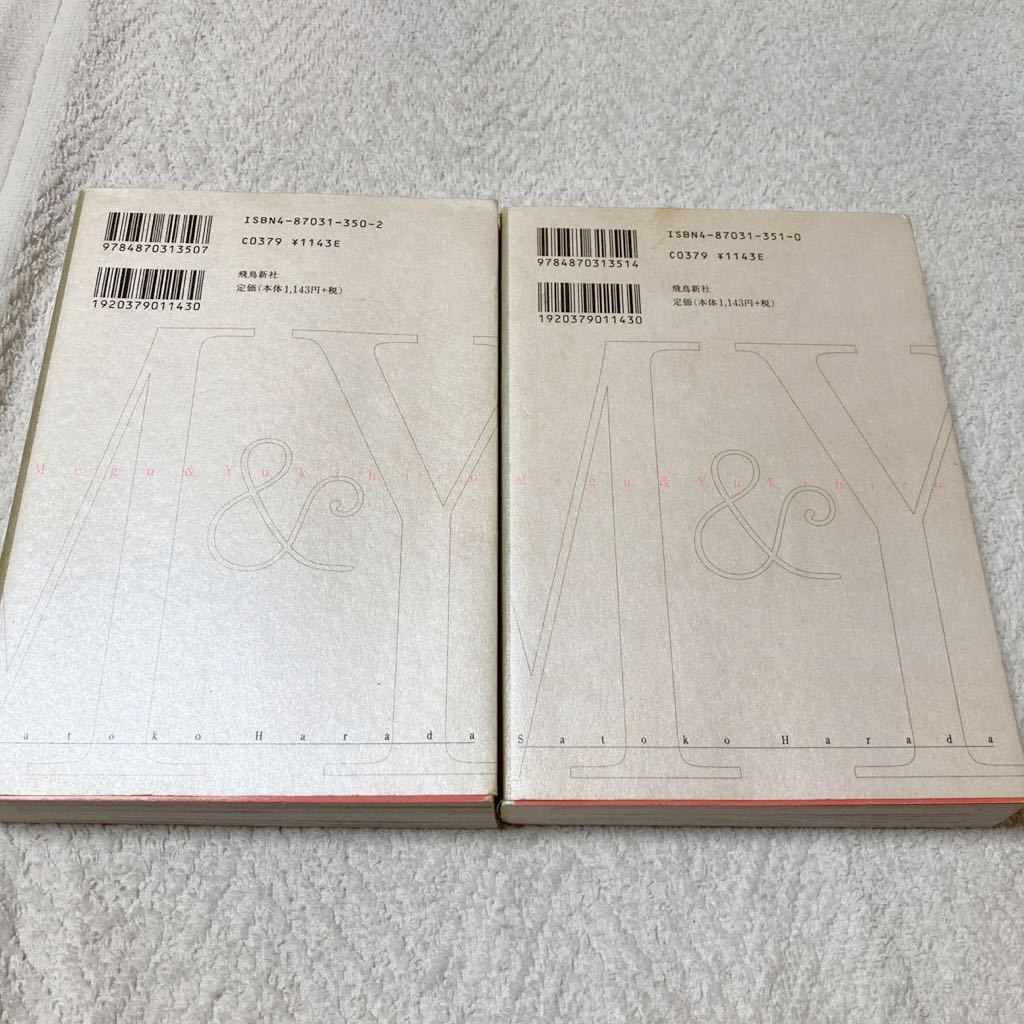 ISBN4-87031-350-2
9784870313507
C0379 ¥1143E
飛鳥新社
定価(本体1,143円+税)
1920379011430
M&Y
Megu&Yukihiro
atoko Harada
ISBN4-87031-351-0
9784870313514
C0379 ¥1143E
飛鳥新社
定価(本体1,143円+税)
1920379011430
M&Y
Megu&Yukihiro
Satoko Harada